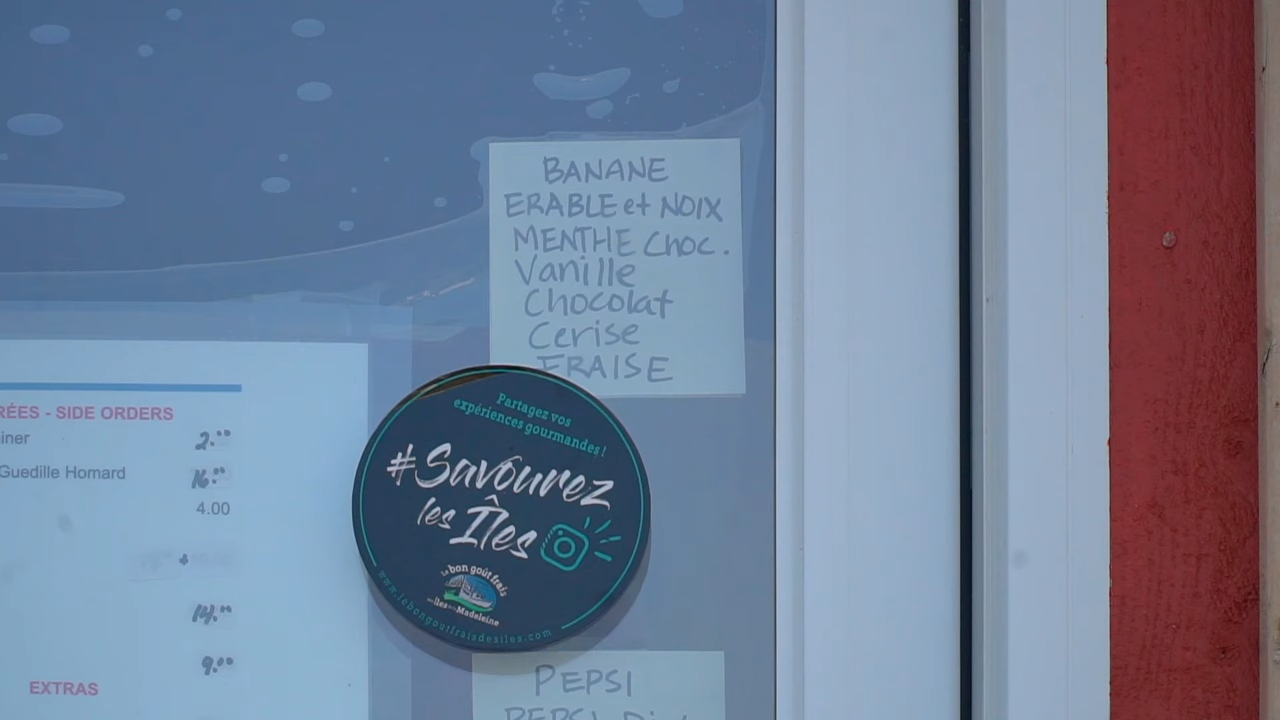 BANANE
ERABLE et NOIX
MENTHE Choc.
Vanille
Chocolat
Cerise
FRAISE
RÉES - SIDE ORDERS
iner 2.00
Guedille Homard 16.00
4.00
14.00
9.00
EXTRAS
Partagez vos
expériences gourmandes!
#Savourez
les Îles
Le bon goût frais
des îles de la Madeleine
www.lebongoutfraisdesiles.com
PEPSI
PEPSI